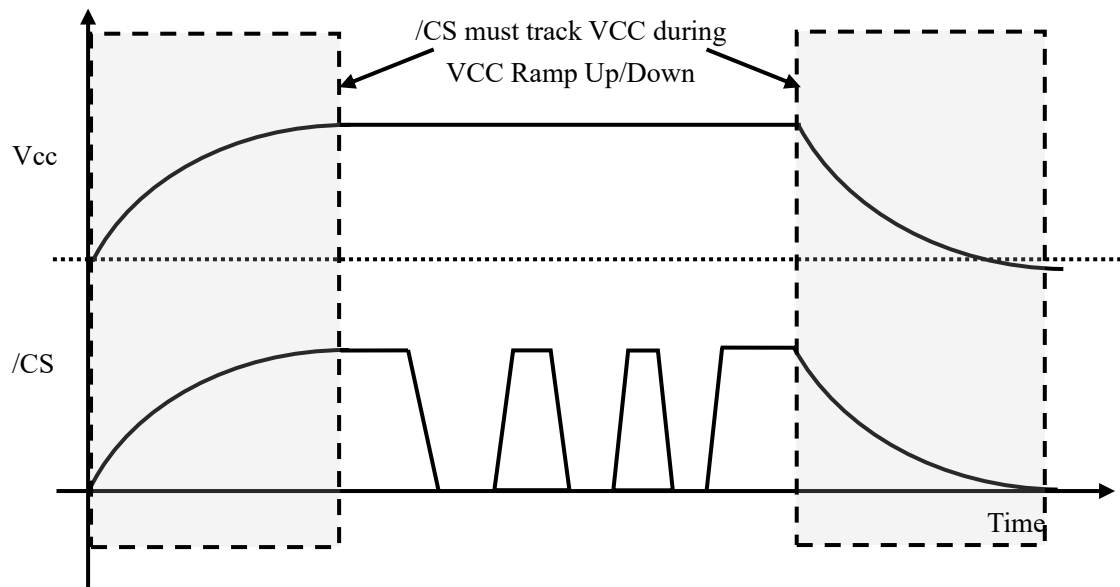 /CS must track VCC during
VCC Ramp Up/Down
Vcc
/CS
Time